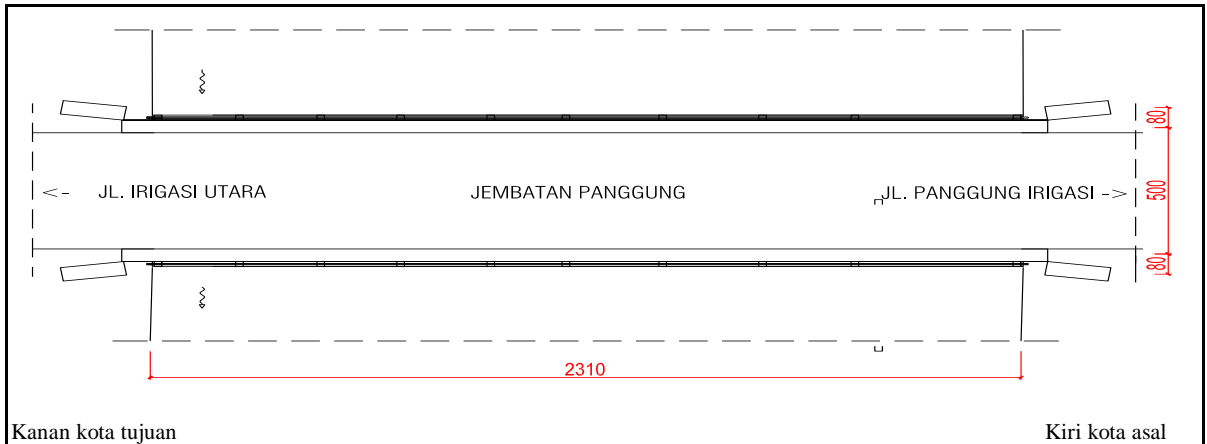 80
<- JL. IRIGASI UTARA JEMBATAN PANGGUNG JL. PANGGUNG IRIGASI ->
500
80
2310
Kanan kota tujuan Kiri kota asal